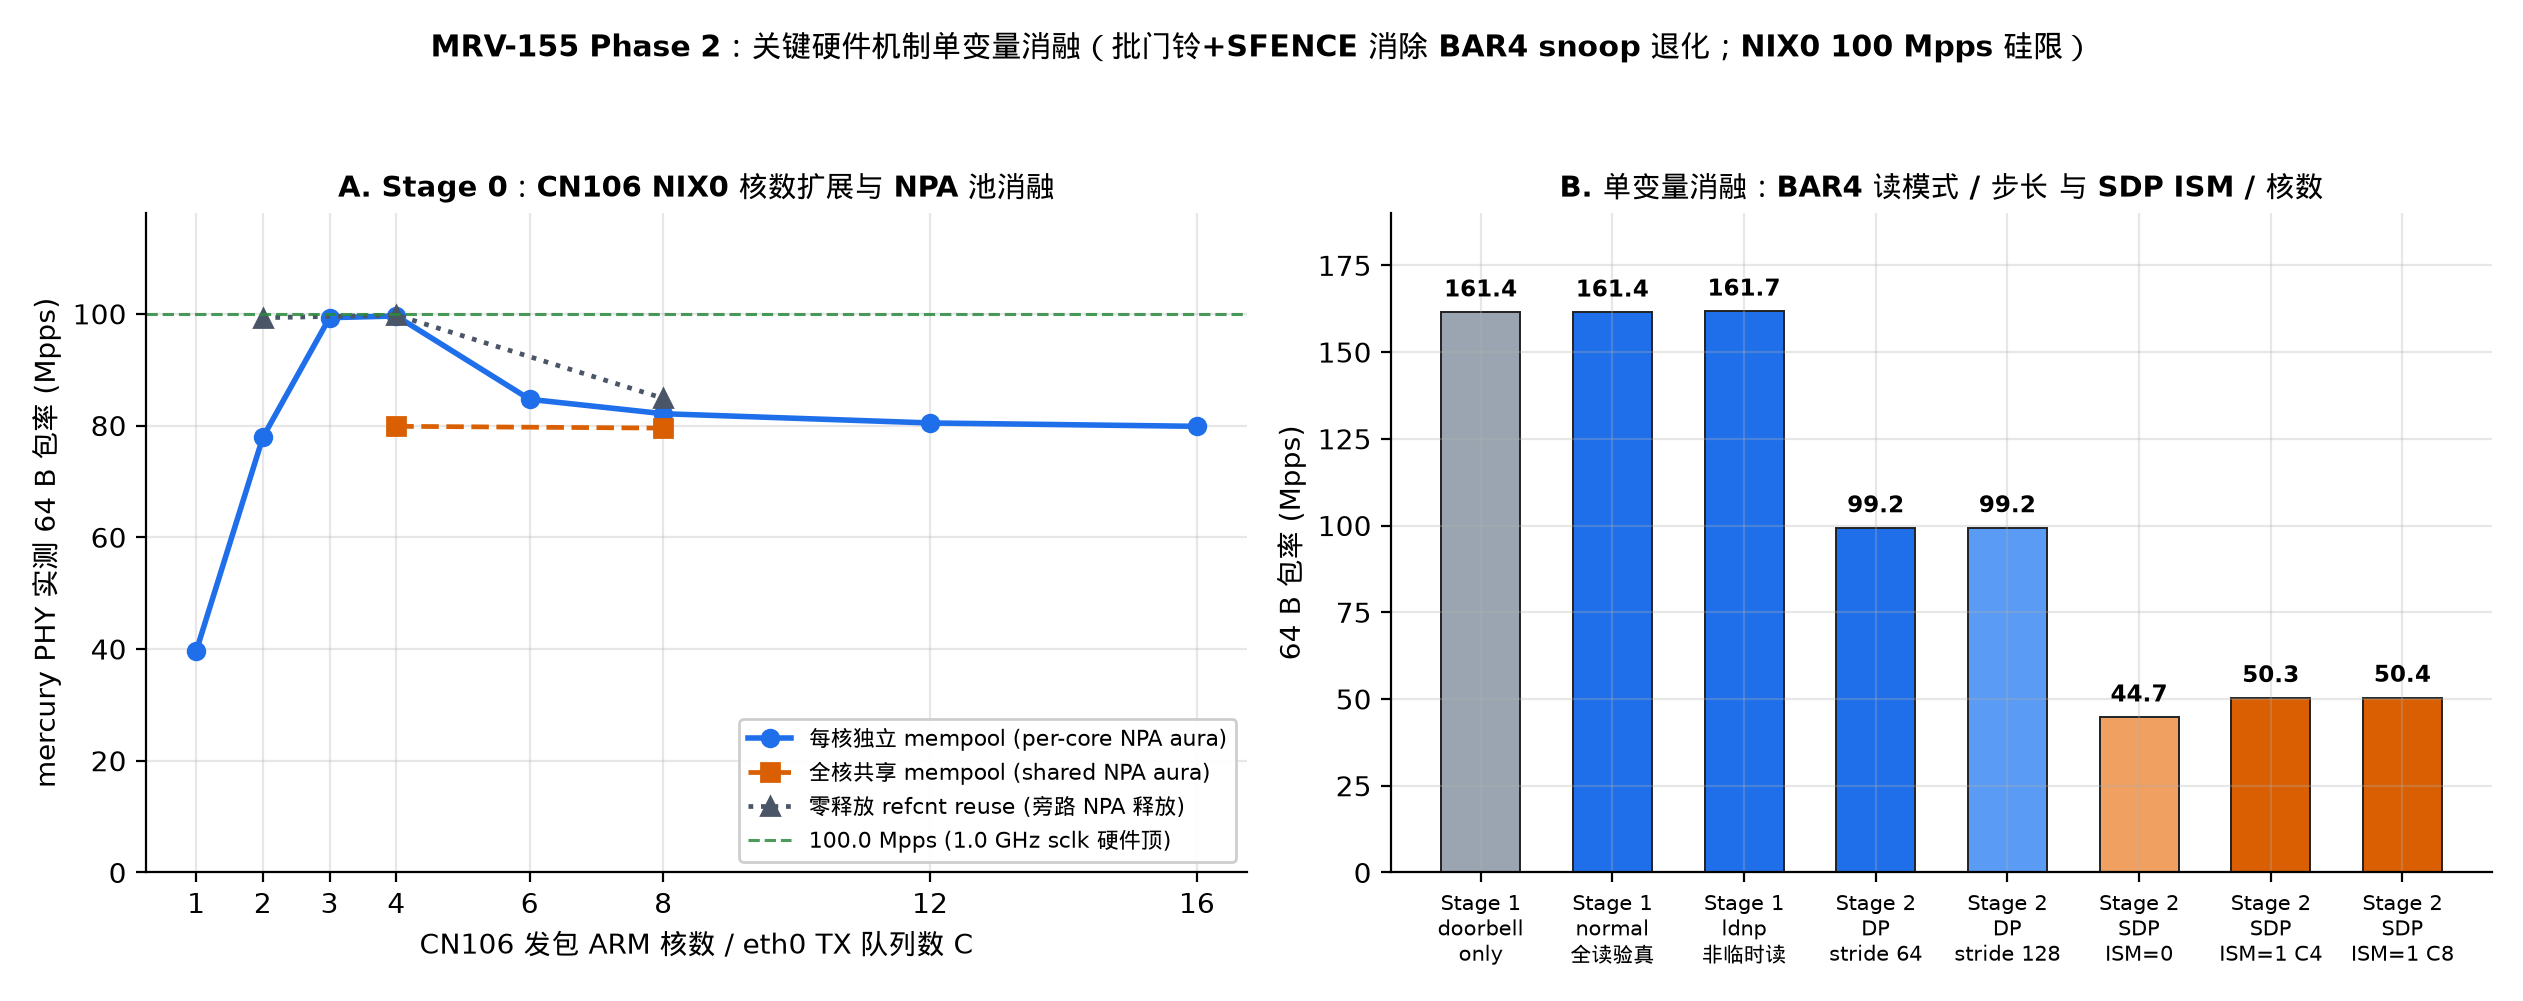 MRV-155 Phase 2：关键硬件机制单变量消融（批门铃+SFENCE 消除 BAR4 snoop 退化；NIX0 100 Mpps 硅限）
A. Stage 0：CN106 NIX0 核数扩展与 NPA 池消融
mercury PHY 实测 64 B 包率 (Mpps)
100
80
60
40
20
0
1 2 3 4 6 8 12 16
CN106 发包 ARM 核数 / eth0 TX 队列数 C
每核独立 mempool (per-core NPA aura)
全核共享 mempool (shared NPA aura)
零释放 refcnt reuse (旁路 NPA 释放)
100.0 Mpps (1.0 GHz sclk 硬件顶)
B. 单变量消融：BAR4 读模式 / 步长 与 SDP ISM / 核数
64 B 包率 (Mpps)
175
150
125
100
75
50
25
0
161.4
161.4
161.7
99.2
99.2
44.7
50.3
50.4
Stage 1
doorbell
only
Stage 1
normal
全读验真
Stage 1
ldnp
非临时读
Stage 2
DP
stride 64
Stage 2
DP
stride 128
Stage 2
SDP
ISM=0
Stage 2
SDP
ISM=1 C4
Stage 2
SDP
ISM=1 C8